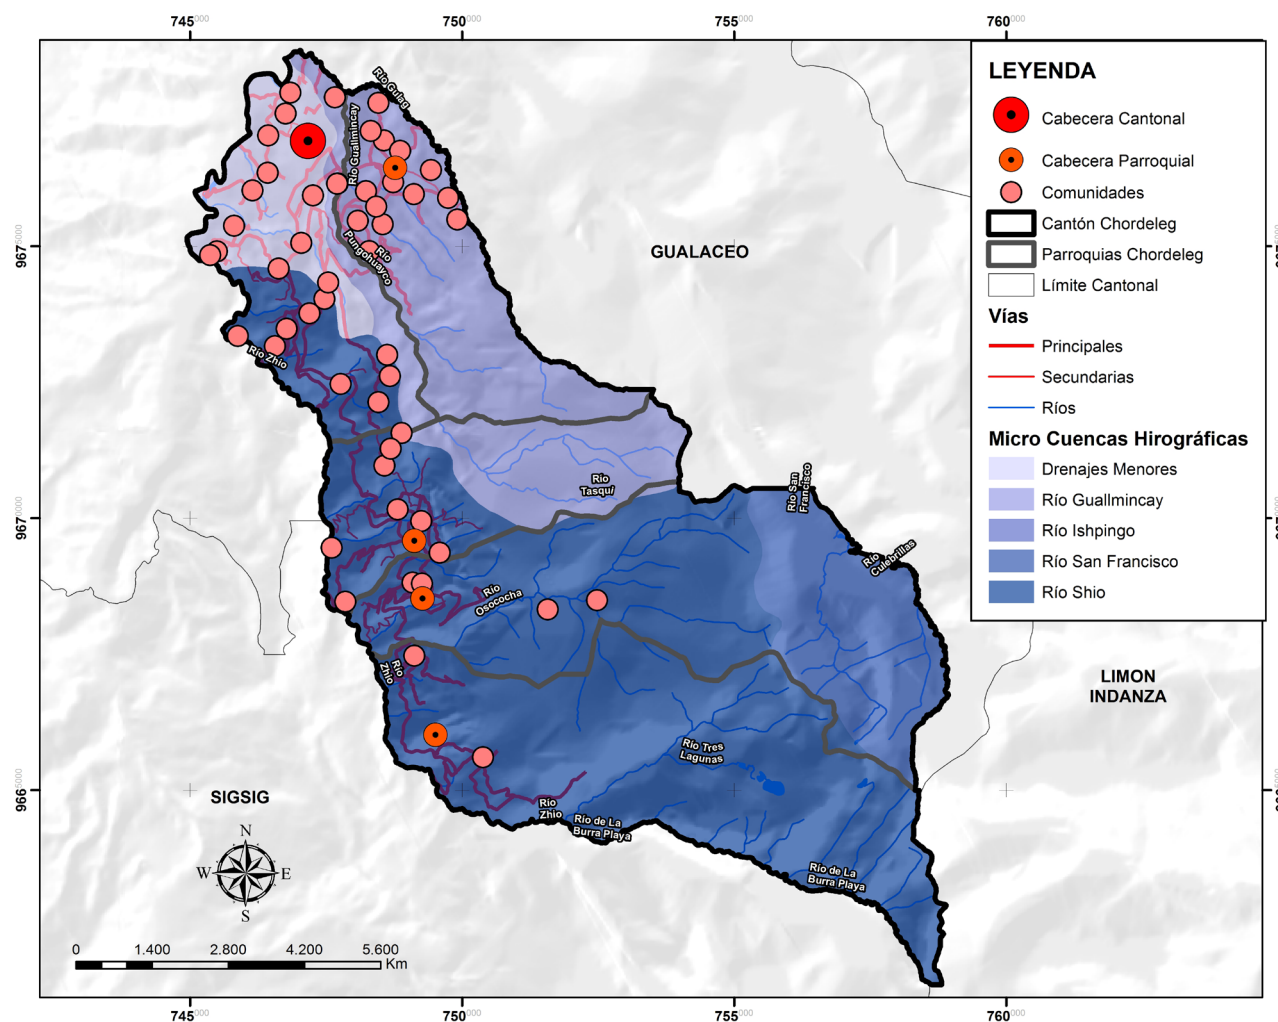 745000
750000
755000
760000
LEYENDA
Cabecera Cantonal
Cabecera Parroquial
Comunidades
Cantón Chordeleg
Parroquias Chordeleg
Límite Cantonal
Vías
Principales
Secundarias
Ríos
Micro Cuencas Hirográficas
Drenajes Menores
Río Guallmincay
Río Ishpingo
Río San Francisco
Río Shio
Río Gulag
Río Guallmincay
GUALACEO
Río
Pungohuayco
Río Zhio
Río
Tasqui
Río San
Francisco
Río
Culebrillas
Río
Osococha
Río
Zhio
LIMON
INDANZA
Río Tres
Lagunas
SIGSIG
Río
Zhio
Río de La
Burra Playa
Río de La
Burra Playa
N
W
E
S
0
1.400
2.800
4.200
5.600
Km
745000
750000
755000
760000